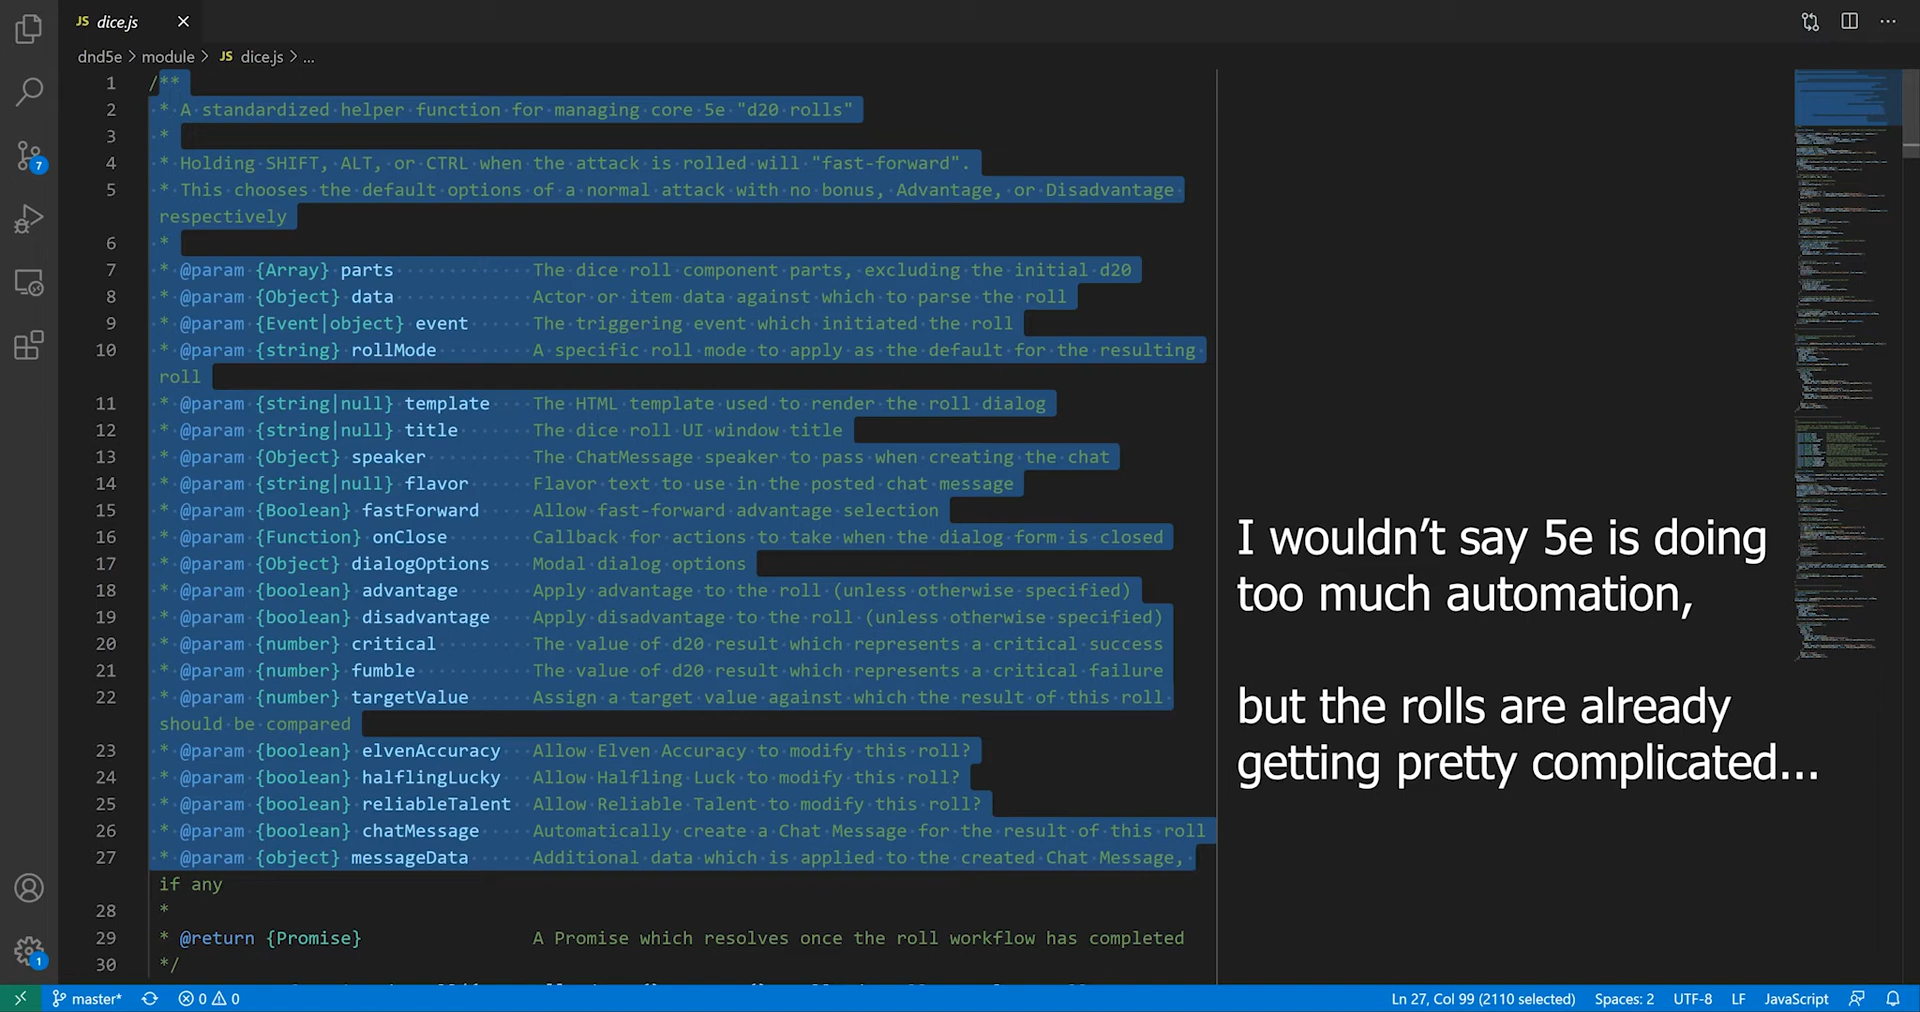 JS dice.js
dnd5e > module > JS dice.js > ...
1 /**
2 * A standardized helper function for managing core 5e "d20 rolls"
3 *
4 * Holding SHIFT, ALT, or CTRL when the attack is rolled will "fast-forward".
5 * This chooses the default options of a normal attack with no bonus, Advantage, or Disadvantage
respectively
6 *
7 * @param {Array} parts The dice roll component parts, excluding the initial d20
8 * @param {Object} data Actor or item data against which to parse the roll
9 * @param {Event|object} event The triggering event which initiated the roll
10 * @param {string} rollMode A specific roll mode to apply as the default for the resulting
roll
11 * @param {string|null} template The HTML template used to render the roll dialog
12 * @param {string|null} title The dice roll UI window title
13 * @param {Object} speaker The ChatMessage speaker to pass when creating the chat
14 * @param {string|null} flavor Flavor text to use in the posted chat message
15 * @param {Boolean} fastForward Allow fast-forward advantage selection
16 * @param {Function} onClose Callback for actions to take when the dialog form is closed
17 * @param {Object} dialogOptions Modal dialog options
18 * @param {boolean} advantage Apply advantage to the roll (unless otherwise specified)
19 * @param {boolean} disadvantage Apply disadvantage to the roll (unless otherwise specified)
20 * @param {number} critical The value of d20 result which represents a critical success
21 * @param {number} fumble The value of d20 result which represents a critical failure
22 * @param {number} targetValue Assign a target value against which the result of this roll
should be compared
23 * @param {boolean} elvenAccuracy Allow Elven Accuracy to modify this roll?
24 * @param {boolean} halflingLucky Allow Halfling Luck to modify this roll?
25 * @param {boolean} reliableTalent Allow Reliable Talent to modify this roll?
26 * @param {boolean} chatMessage Automatically create a Chat Message for the result of this roll
27 * @param {object} messageData Additional data which is applied to the created Chat Message,
if any
28 *
29 * @return {Promise} A Promise which resolves once the roll workflow has completed
30 */
I wouldn't say 5e is doing
too much automation,
but the rolls are already
getting pretty complicated...
7
1
master* 0 0 Ln 27, Col 99 (2110 selected) Spaces: 2 UTF-8 LF JavaScript